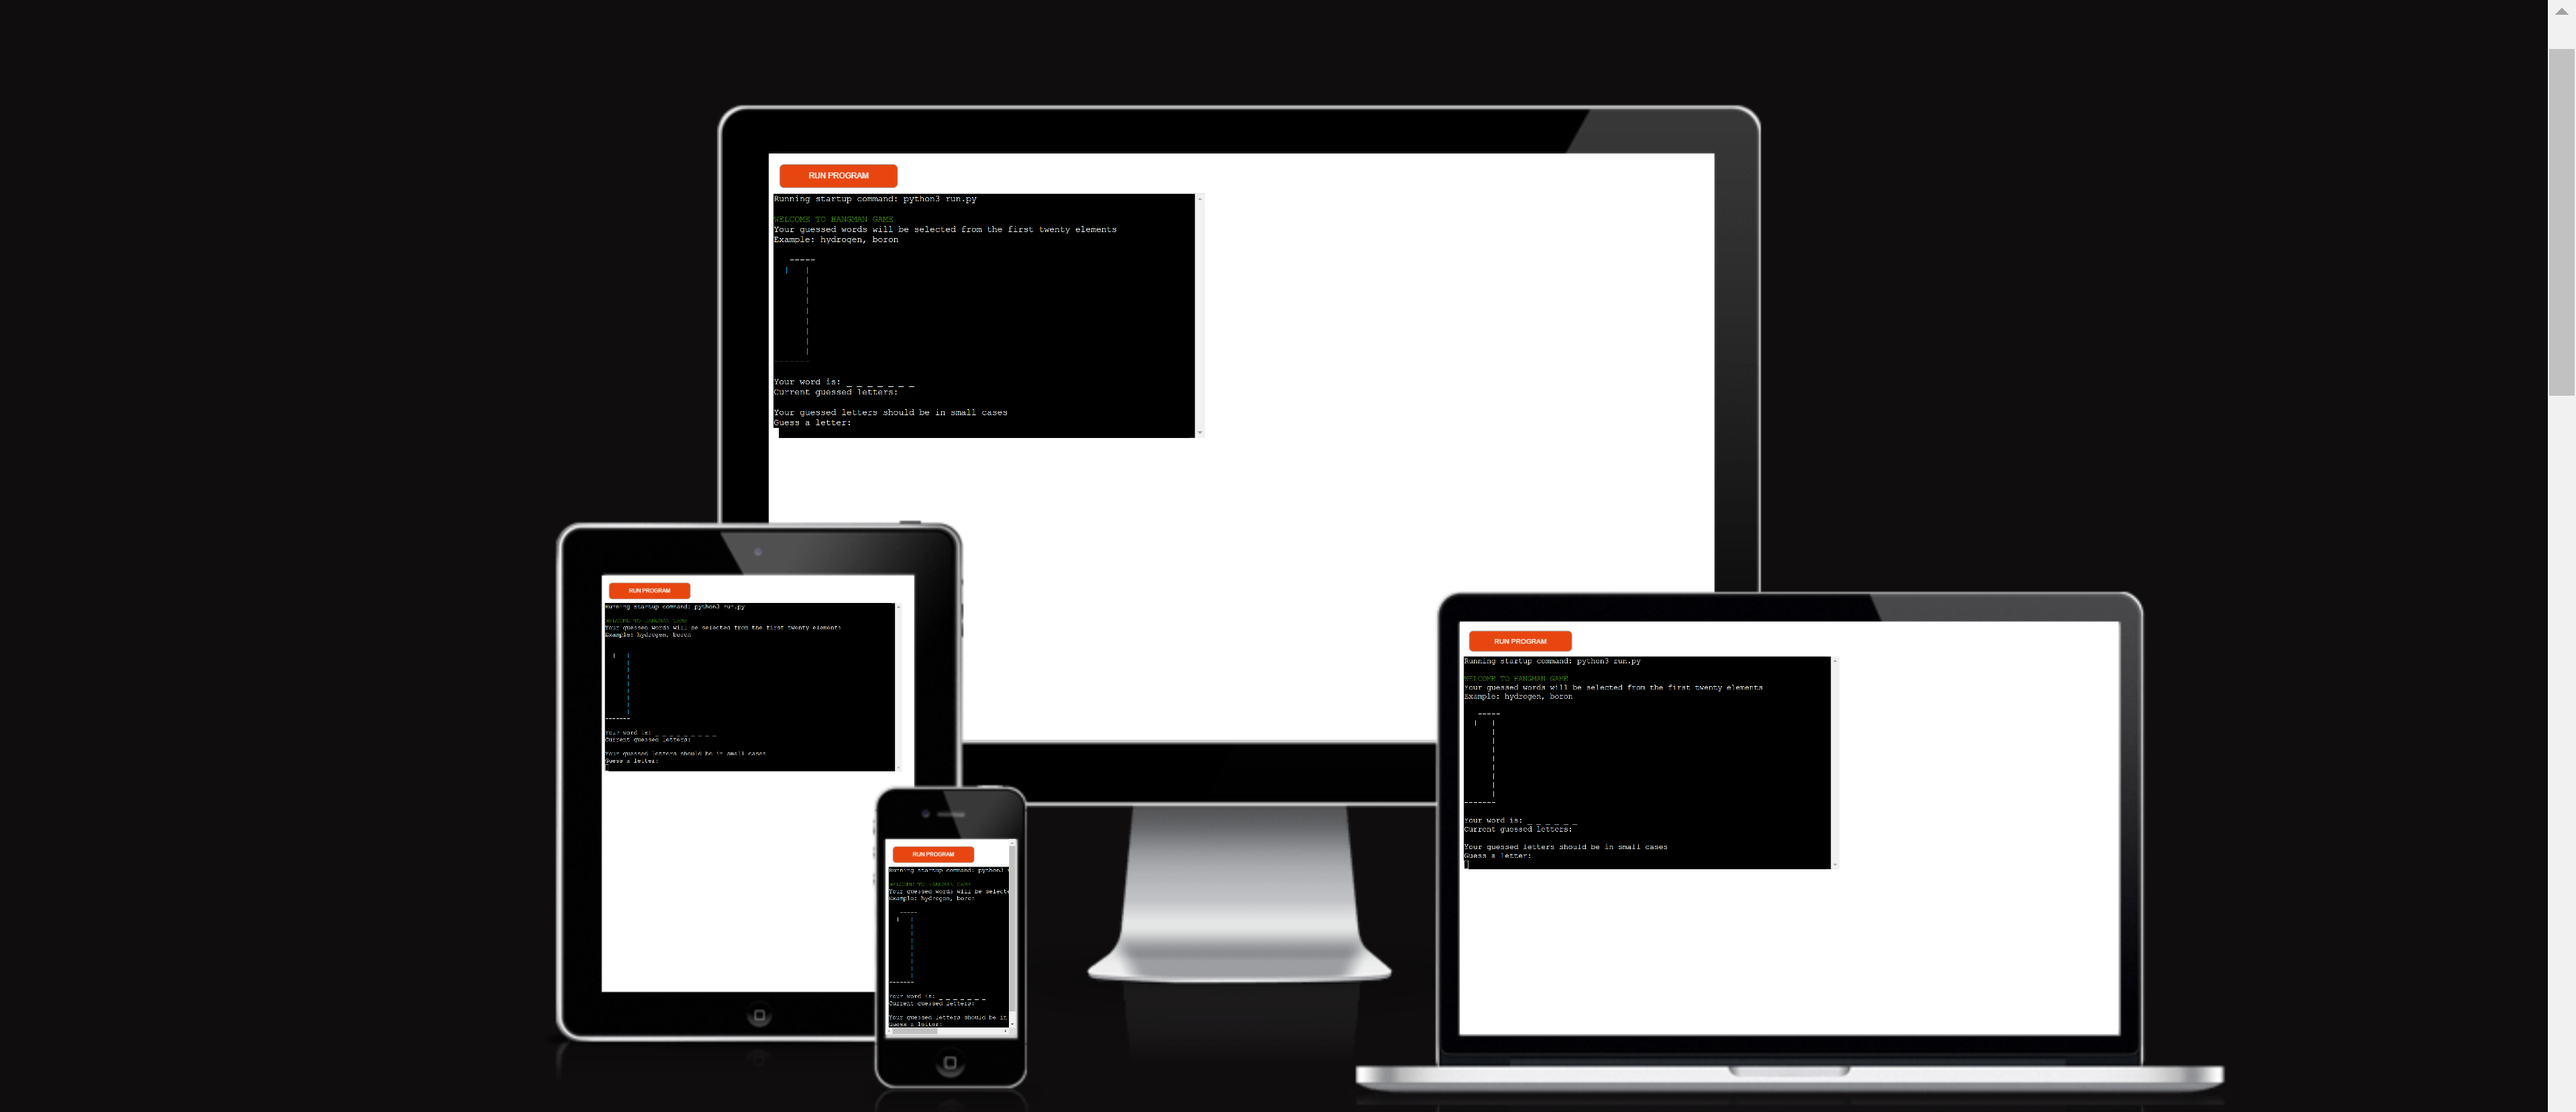 RUN PROGRAM
Running startup command: python3 run.py
WELCOME TO HANGMAN GAME
Your guessed words will be selected from the first twenty elements
Example: hydrogen, boron
-----
| |
|
|
|
|
|
|
|
|
-------
Your word is: _ _ _ _ _ _ _
Current guessed letters:
Your guessed letters should be in small cases
Guess a letter:
RUN PROGRAM
Running startup command: python3 run.py
WELCOME TO HANGMAN GAME
Your guessed words will be selected from the first twenty elements
Example: hydrogen, boron
| |
|
|
|
|
|
|
|
|
-------
Your word is: _ _ _ _ _ _ _ _ _
Current guessed letters:
Your guessed letters should be in small cases
Guess a letter:
RUN PROGRAM
Running startup command: python3
WELCOME TO HANGMAN GAME
Your guessed words will be selecte
Example: hydrogen, boron
-----
| |
|
|
|
|
|
|
|
|
-------
Your word is: _ _ _ _ _ _ _
Current guessed letters:
Your guessed letters should be in
Guess a letter:
RUN PROGRAM
Running startup command: python3 run.py
WELCOME TO HANGMAN GAME
Your guessed words will be selected from the first twenty elements
Example: hydrogen, boron
-----
| |
|
|
|
|
|
|
|
|
-------
Your word is: _ _ _ _ _ _
Current guessed letters:
Your guessed letters should be in small cases
Guess a letter: